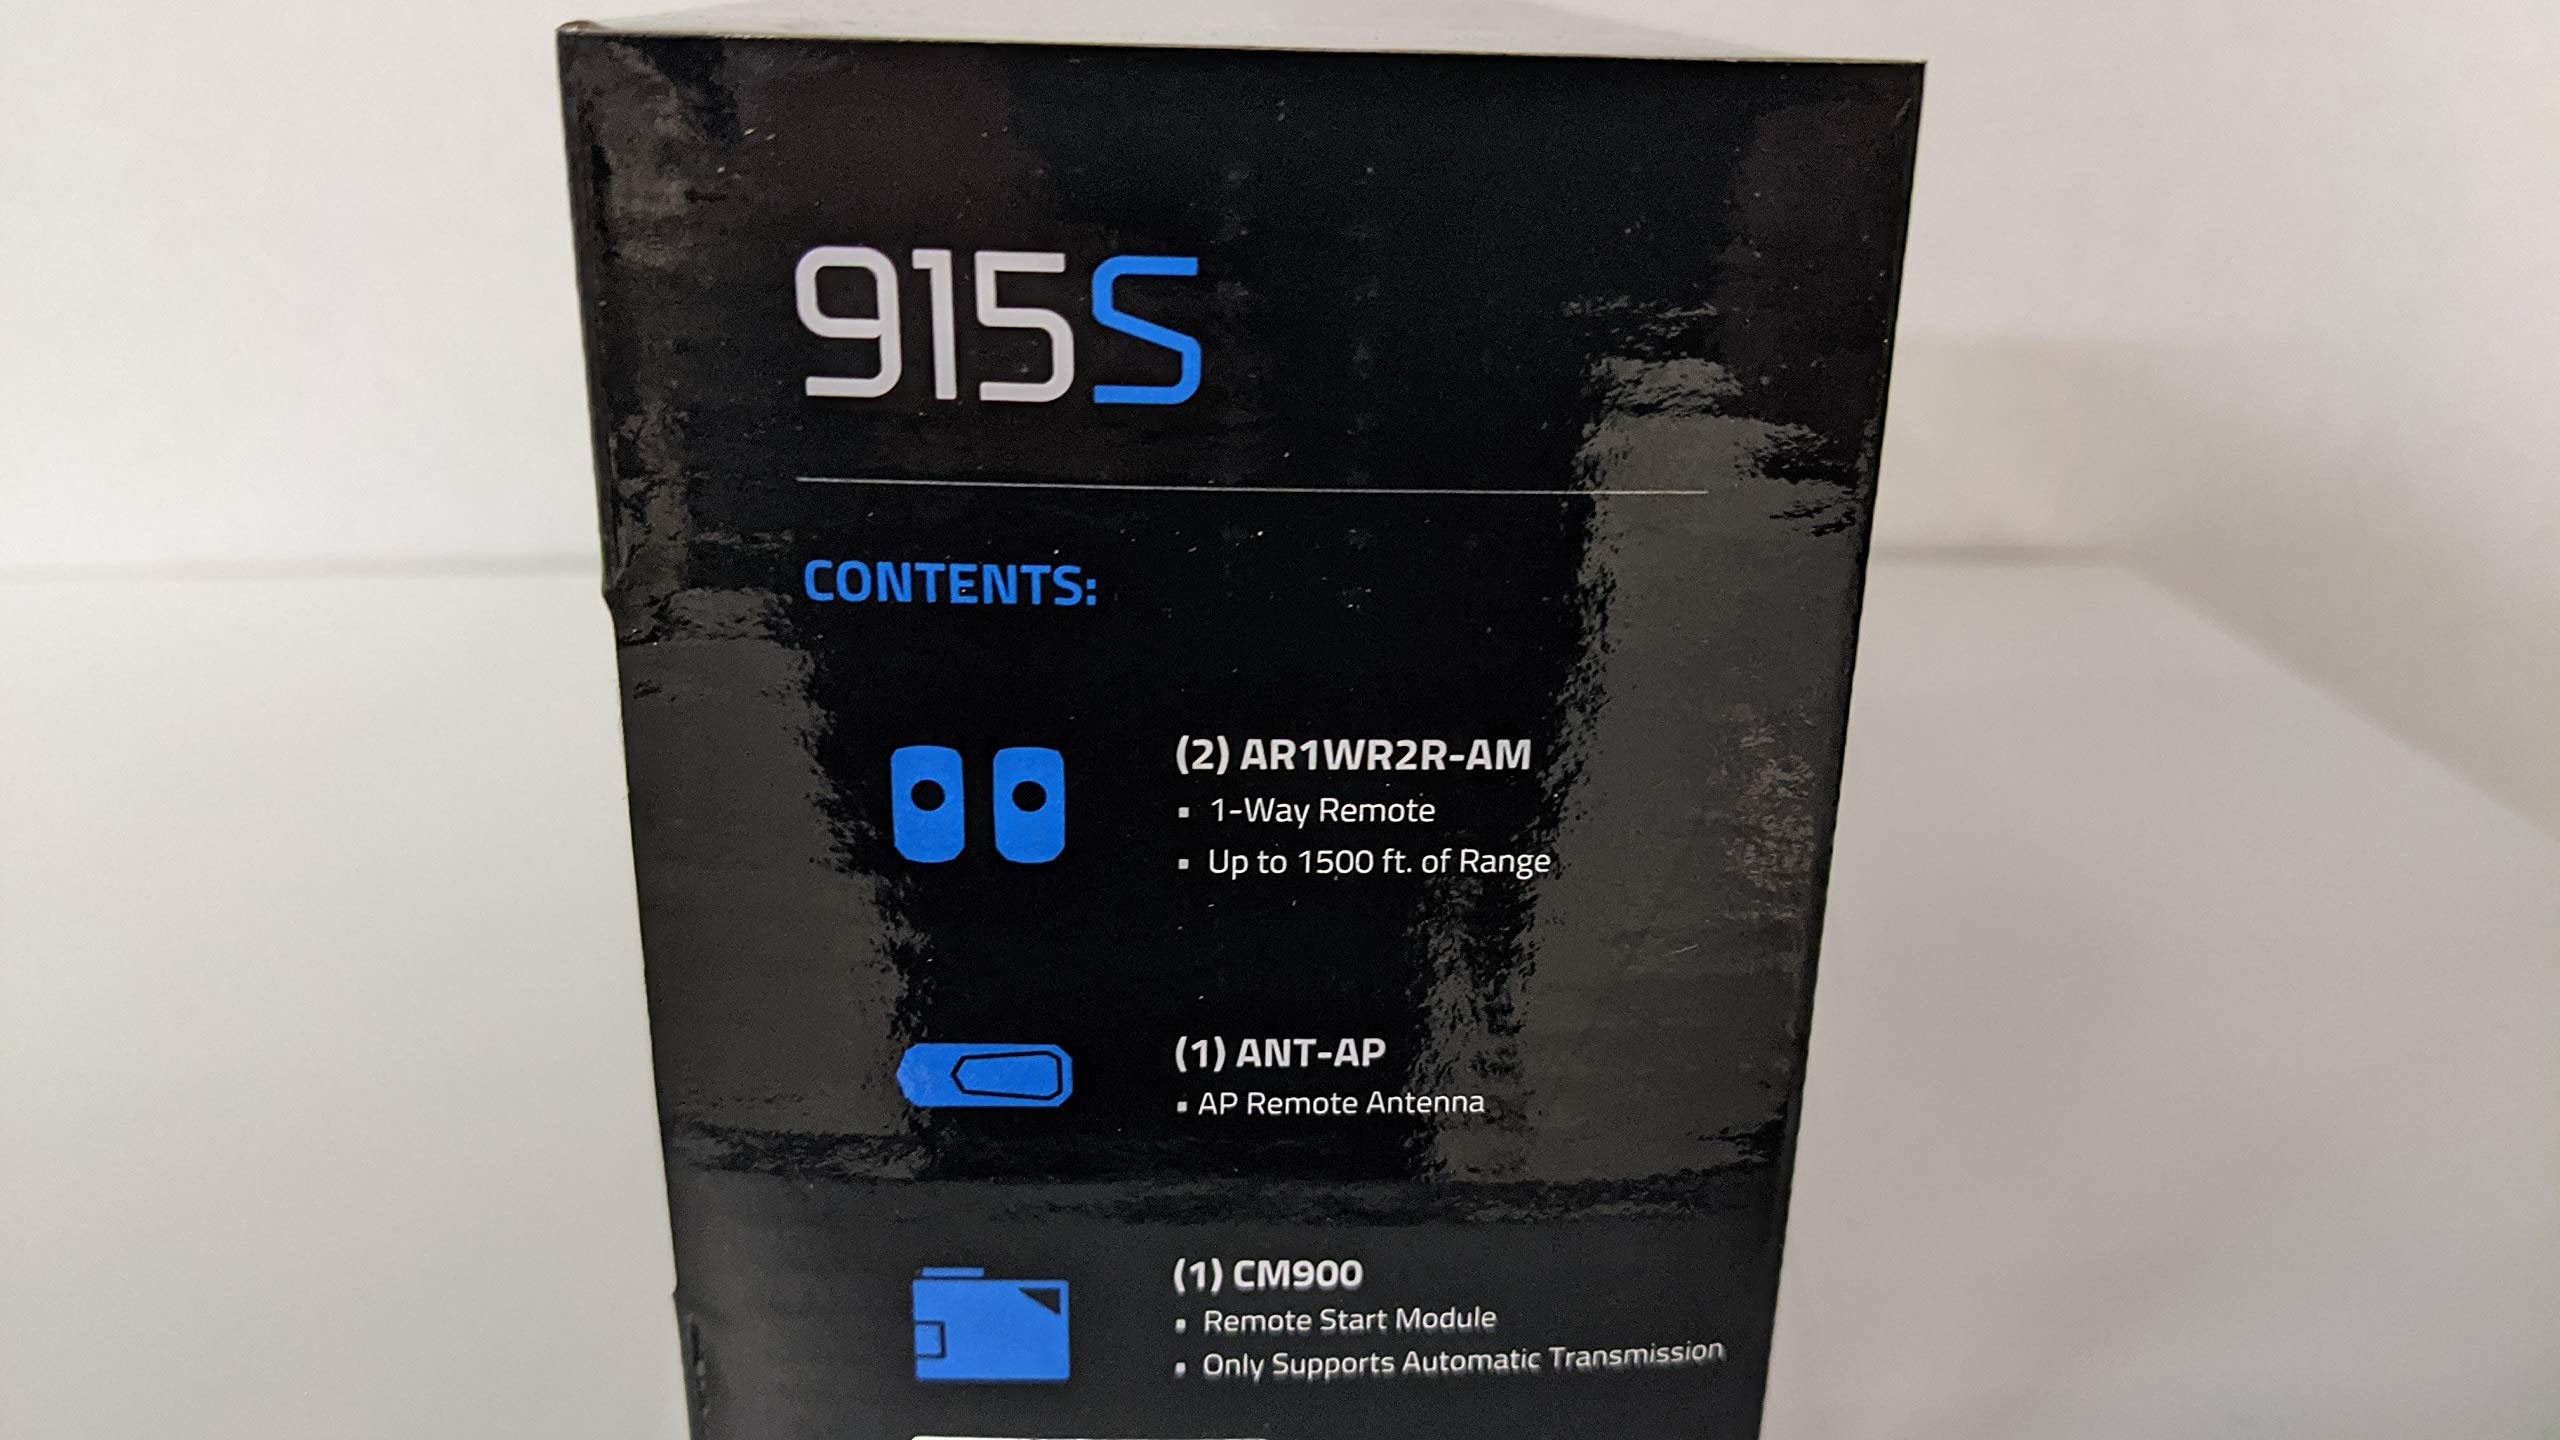 915S
CONTENTS:
(2) AR1WR2R-AM
▪ 1-Way Remote
▪ Up to 1500 ft. of Range
(1) ANT-AP
▪ AP Remote Antenna
(1) CM900
▪ Remote Start Module
▪ Only Supports Automatic Transmission